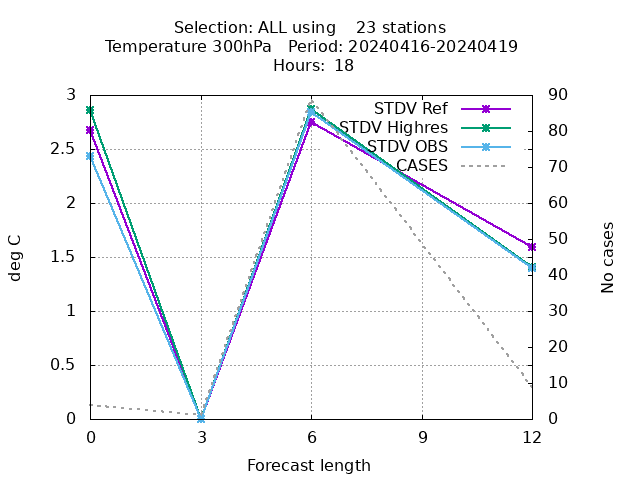 Selection: ALL using    23 stations
Temperature 300hPa   Period: 20240416-20240419
Hours: 18
STDV Ref
STDV Highres
STDV OBS
CASES
3
2.5
2
1.5
1
0.5
0
90
80
70
60
50
40
30
20
10
0
deg C
No cases
0 3 6 9 12
Forecast length